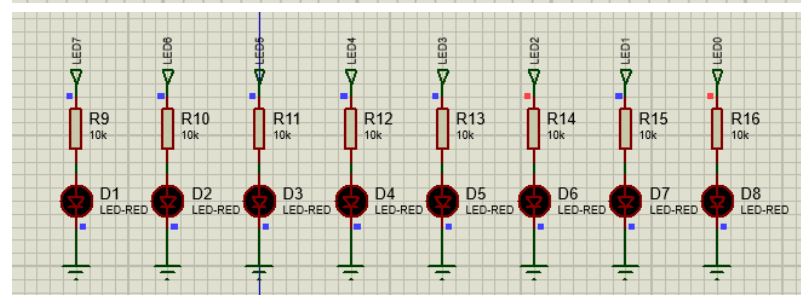 LED7
LED6
LED5
LED4
LED3
LED2
LED1
LED0
R9
10k
R10
10k
R11
10k
R12
10k
R13
10k
R14
10k
R15
10k
R16
10k
D1
LED-RED
D2
LED-RED
D3
LED-RED
D4
LED-RED
D5
LED-RED
D6
LED-RED
D7
LED-RED
D8
LED-RED